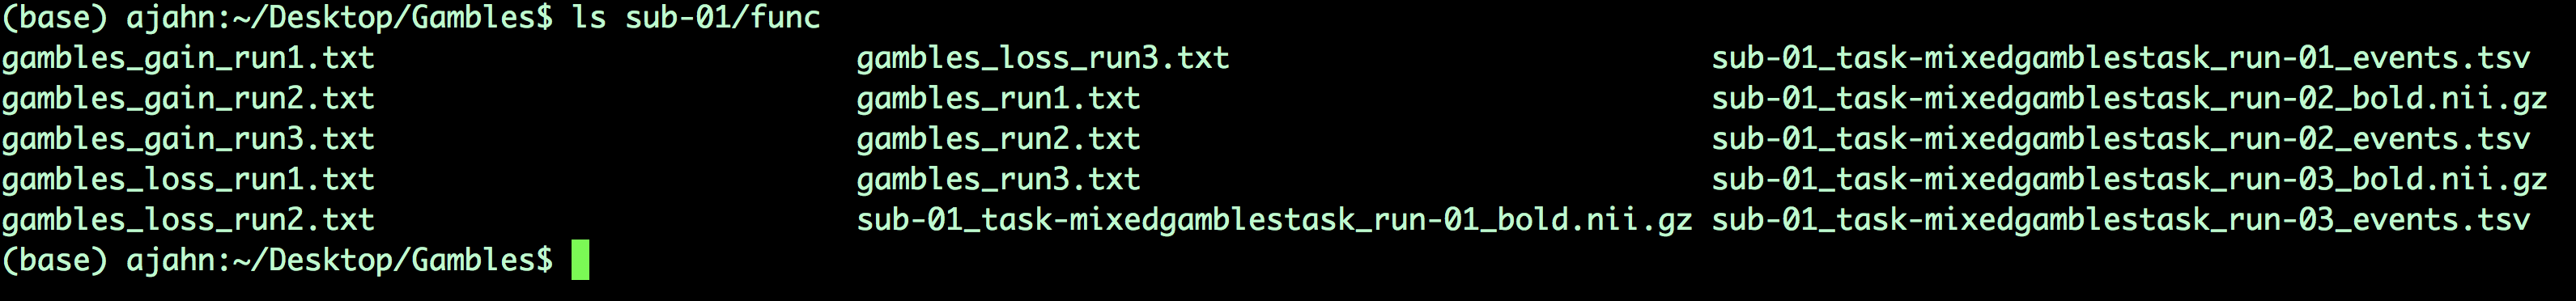 (base) ajahn:~/Desktop/Gambles$ ls sub-01/func
gambles_gain_run1.txt gambles_loss_run3.txt sub-01_task-mixedgamblestask_run-01_events.tsv
gambles_gain_run2.txt gambles_run1.txt sub-01_task-mixedgamblestask_run-02_bold.nii.gz
gambles_gain_run3.txt gambles_run2.txt sub-01_task-mixedgamblestask_run-02_events.tsv
gambles_loss_run1.txt gambles_run3.txt sub-01_task-mixedgamblestask_run-03_bold.nii.gz
gambles_loss_run2.txt sub-01_task-mixedgamblestask_run-01_bold.nii.gz sub-01_task-mixedgamblestask_run-03_events.tsv
(base) ajahn:~/Desktop/Gambles$